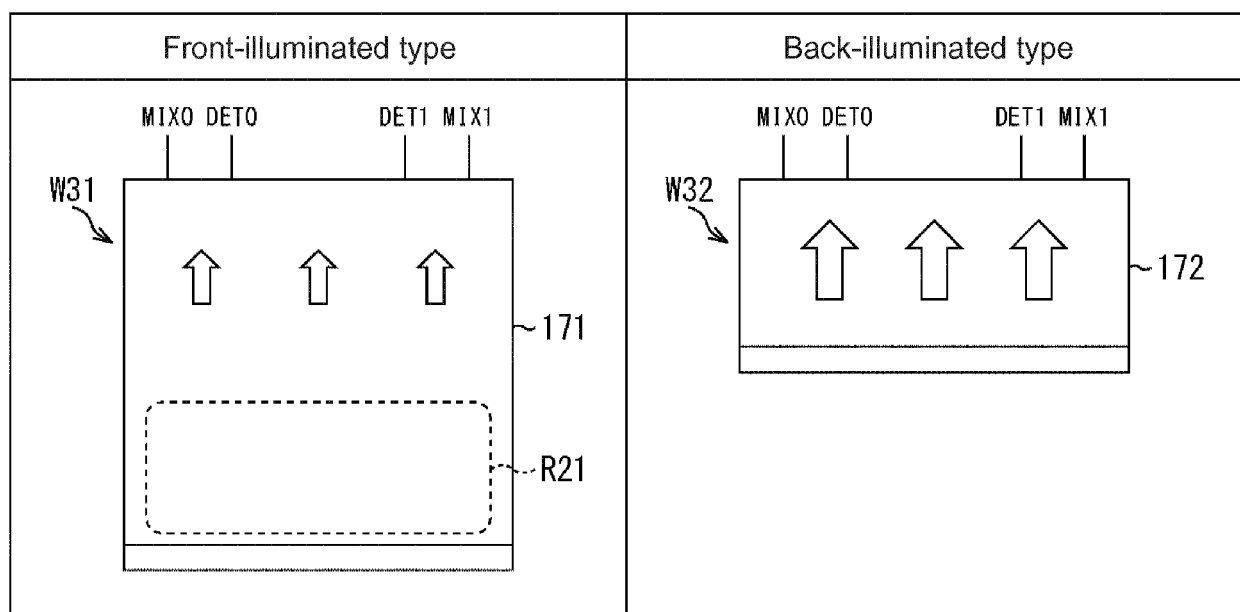 Front-illuminated type
Back-illuminated type
MIX0 DET0 DET1 MIX1
W31
171
R21
MIX0 DET0 DET1 MIX1
W32
172